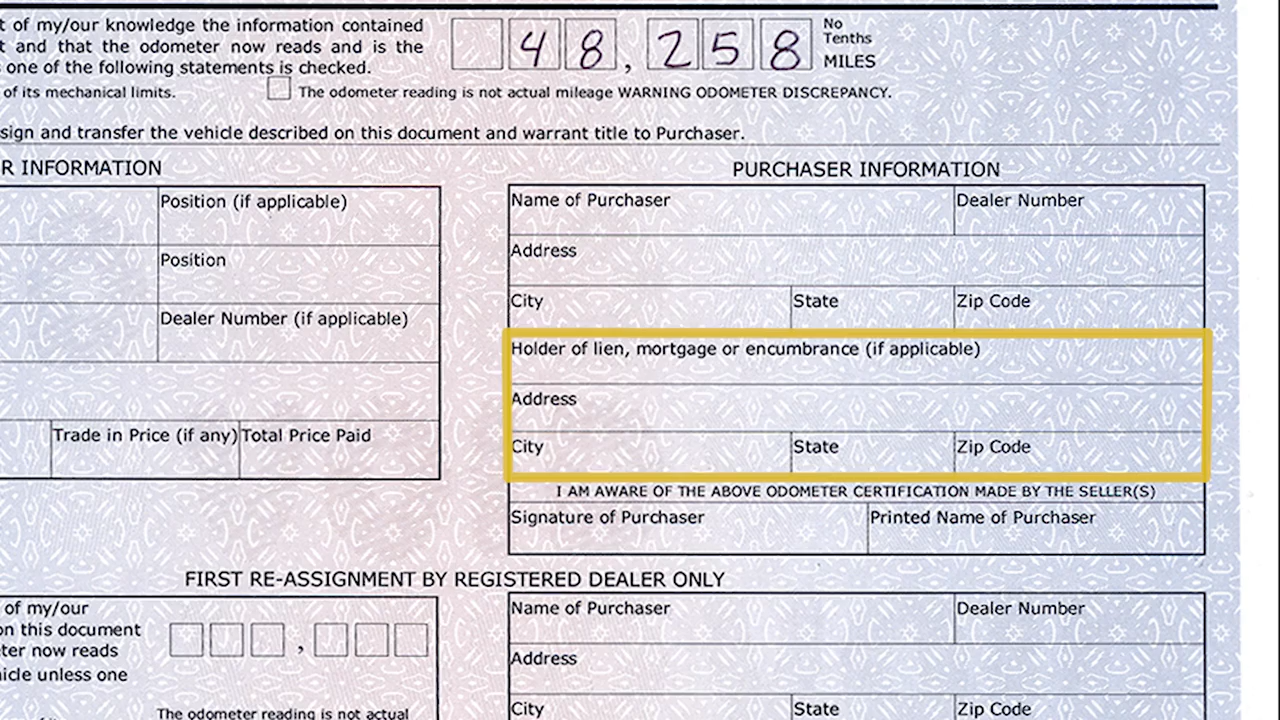 t of my/our knowledge the information contained
t and that the odometer now reads and is the
s one of the following statements is checked.
48,258
No
Tenths
MILES
of its mechanical limits.
The odometer reading is not actual mileage WARNING ODOMETER DISCREPANCY.
sign and transfer the vehicle described on this document and warrant title to Purchaser.
R INFORMATION
Position (if applicable)
Position
Dealer Number (if applicable)
Trade in Price (if any)
Total Price Paid
PURCHASER INFORMATION
Name of Purchaser
Dealer Number
Address
City
State
Zip Code
Holder of lien, mortgage or encumbrance (if applicable)
Address
City
State
Zip Code
I AM AWARE OF THE ABOVE ODOMETER CERTIFICATION MADE BY THE SELLER(S)
Signature of Purchaser
Printed Name of Purchaser
FIRST RE-ASSIGNMENT BY REGISTERED DEALER ONLY
of my/our
on this document
eter now reads
hicle unless one
,
The odometer reading is not actual
Name of Purchaser
Dealer Number
Address
City
State
Zip Code